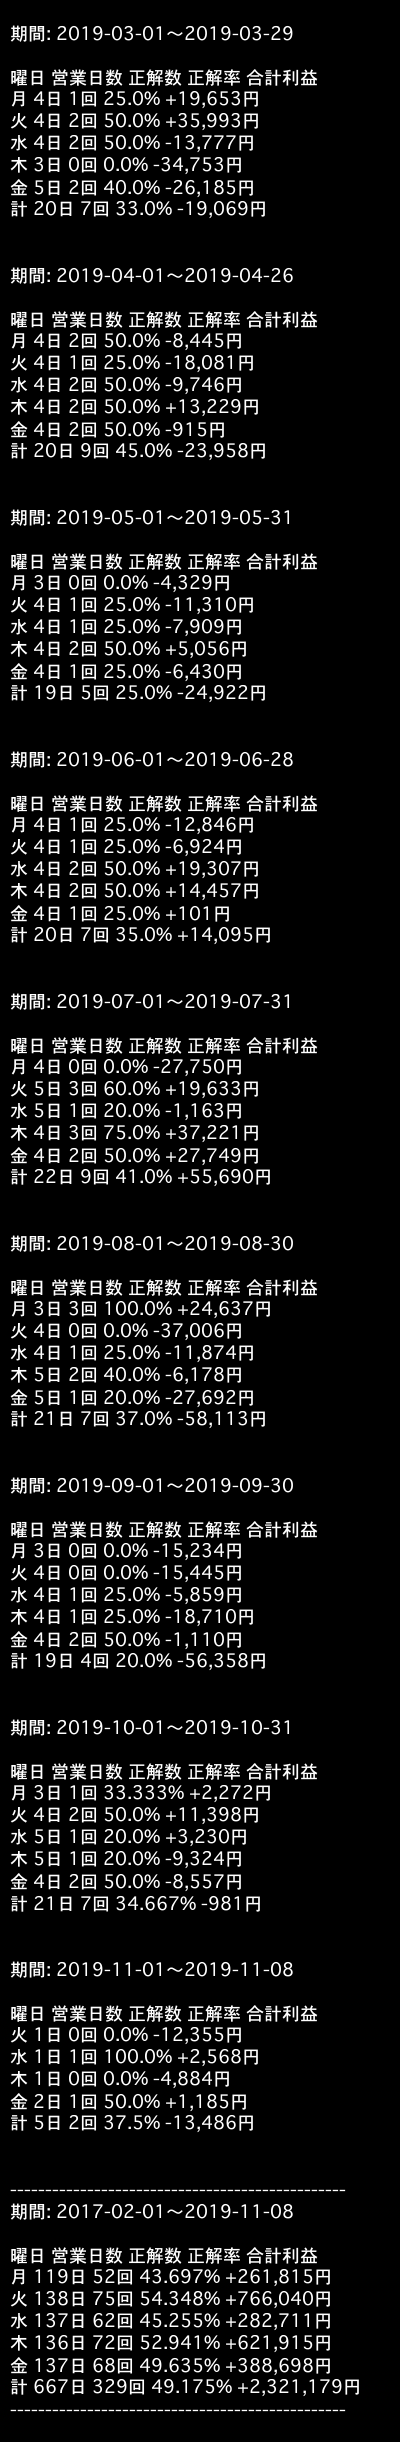 期間: 2019-03-01～2019-03-29
曜日 営業日数 正解数 正解率 合計利益
月 4日 1回 25.0% +19,653円
火 4日 2回 50.0% +35,993円
水 4日 2回 50.0% -13,777円
木 3日 0回 0.0% -34,753円
金 5日 2回 40.0% -26,185円
計 20日 7回 33.0% -19,069円
期間: 2019-04-01～2019-04-26
曜日 営業日数 正解数 正解率 合計利益
月 4日 2回 50.0% -8,445円
火 4日 1回 25.0% -18,081円
水 4日 2回 50.0% -9,746円
木 4日 2回 50.0% +13,229円
金 4日 2回 50.0% -915円
計 20日 9回 45.0% -23,958円
期間: 2019-05-01～2019-05-31
曜日 営業日数 正解数 正解率 合計利益
月 3日 0回 0.0% -4,329円
火 4日 1回 25.0% -11,310円
水 4日 1回 25.0% -7,909円
木 4日 2回 50.0% +5,056円
金 4日 1回 25.0% -6,430円
計 19日 5回 25.0% -24,922円
期間: 2019-06-01～2019-06-28
曜日 営業日数 正解数 正解率 合計利益
月 4日 1回 25.0% -12,846円
火 4日 1回 25.0% -6,924円
水 4日 2回 50.0% +19,307円
木 4日 2回 50.0% +14,457円
金 4日 1回 25.0% +101円
計 20日 7回 35.0% +14,095円
期間: 2019-07-01～2019-07-31
曜日 営業日数 正解数 正解率 合計利益
月 4日 0回 0.0% -27,750円
火 5日 3回 60.0% +19,633円
水 5日 1回 20.0% -1,163円
木 4日 3回 75.0% +37,221円
金 4日 2回 50.0% +27,749円
計 22日 9回 41.0% +55,690円
期間: 2019-08-01～2019-08-30
曜日 営業日数 正解数 正解率 合計利益
月 3日 3回 100.0% +24,637円
火 4日 0回 0.0% -37,006円
水 4日 1回 25.0% -11,874円
木 5日 2回 40.0% -6,178円
金 5日 1回 20.0% -27,692円
計 21日 7回 37.0% -58,113円
期間: 2019-09-01～2019-09-30
曜日 営業日数 正解数 正解率 合計利益
月 3日 0回 0.0% -15,234円
火 4日 0回 0.0% -15,445円
水 4日 1回 25.0% -5,859円
木 4日 1回 25.0% -18,710円
金 4日 2回 50.0% -1,110円
計 19日 4回 20.0% -56,358円
期間: 2019-10-01～2019-10-31
曜日 営業日数 正解数 正解率 合計利益
月 3日 1回 33.333% +2,272円
火 4日 2回 50.0% +11,398円
水 5日 1回 20.0% +3,230円
木 5日 1回 20.0% -9,324円
金 4日 2回 50.0% -8,557円
計 21日 7回 34.667% -981円
期間: 2019-11-01～2019-11-08
曜日 営業日数 正解数 正解率 合計利益
火 1日 0回 0.0% -12,355円
水 1日 1回 100.0% +2,568円
木 1日 0回 0.0% -4,884円
金 2日 1回 50.0% +1,185円
計 5日 2回 37.5% -13,486円
------------------------------------------------
期間: 2017-02-01～2019-11-08
曜日 営業日数 正解数 正解率 合計利益
月 119日 52回 43.697% +261,815円
火 138日 75回 54.348% +766,040円
水 137日 62回 45.255% +282,711円
木 136日 72回 52.941% +621,915円
金 137日 68回 49.635% +388,698円
計 667日 329回 49.175% +2,321,179円
------------------------------------------------